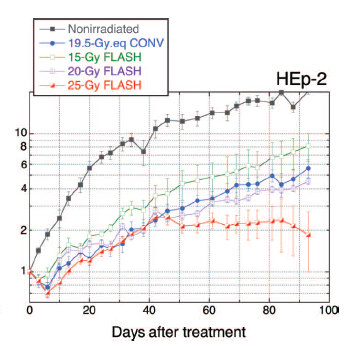 Nonirradiated
19.5-Gy.eq CONV
15-Gy FLASH
20-Gy FLASH
25-Gy FLASH
HEp-2
10
8
6
4
2
1
0 20 40 60 80 100
Days after treatment